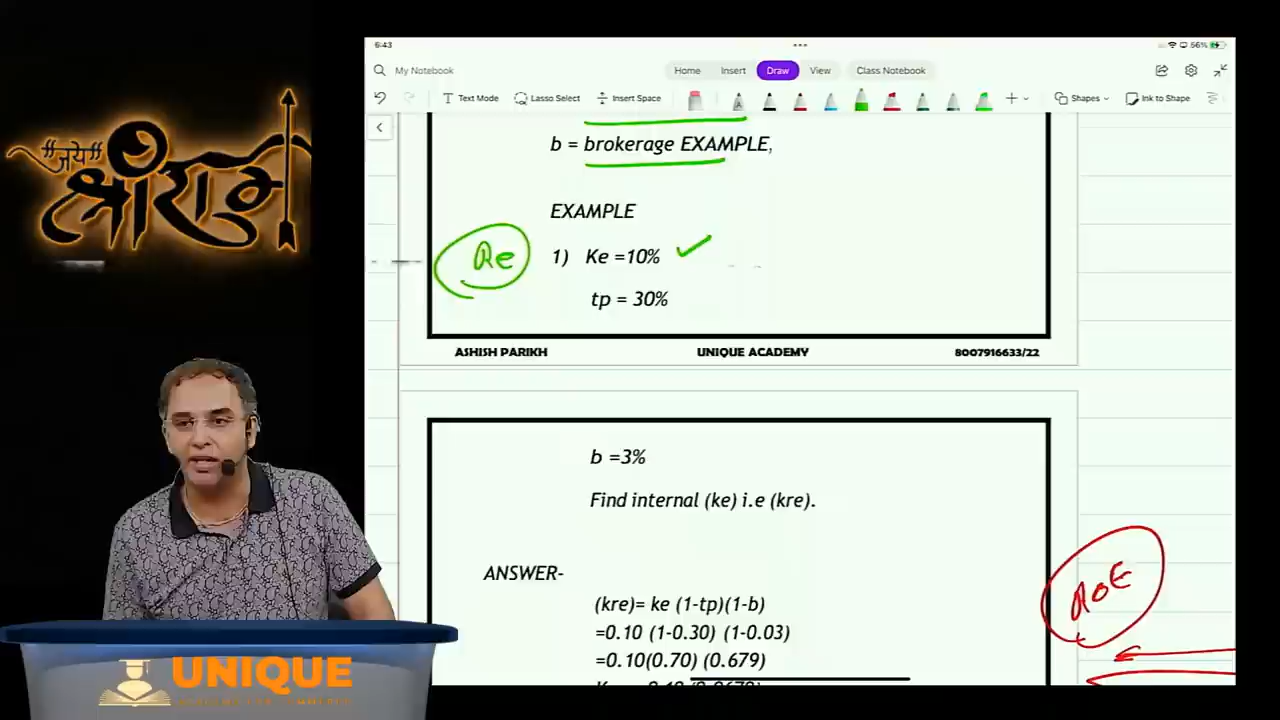 "जय"
श्रीराम
6:43
56%
My Notebook
Home
Insert
Draw
View
Class Notebook
Text Mode
Lasso Select
Insert Space
Shapes
Ink to Shape
b = brokerage EXAMPLE,
EXAMPLE
Re
1) Ke =10%
tp = 30%
ASHISH PARIKH
UNIQUE ACADEMY
8007916633/22
b =3%
Find internal (ke) i.e (kre).
ANSWER-
(kre)= ke (1-tp)(1-b)
=0.10 (1-0.30) (1-0.03)
=0.10(0.70) (0.679)
ROE
UNIQUE